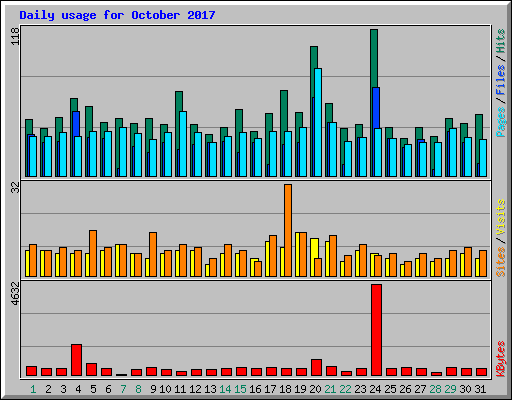 Daily usage for October 2017
118
Pages / Files / Hits
32
Sites / Visits
4632
KBytes
1 2 3 4 5 6 7 8 9 10 11 12 13 14 15 16 17 18 19 20 21 22 23 24 25 26 27 28 29 30 31